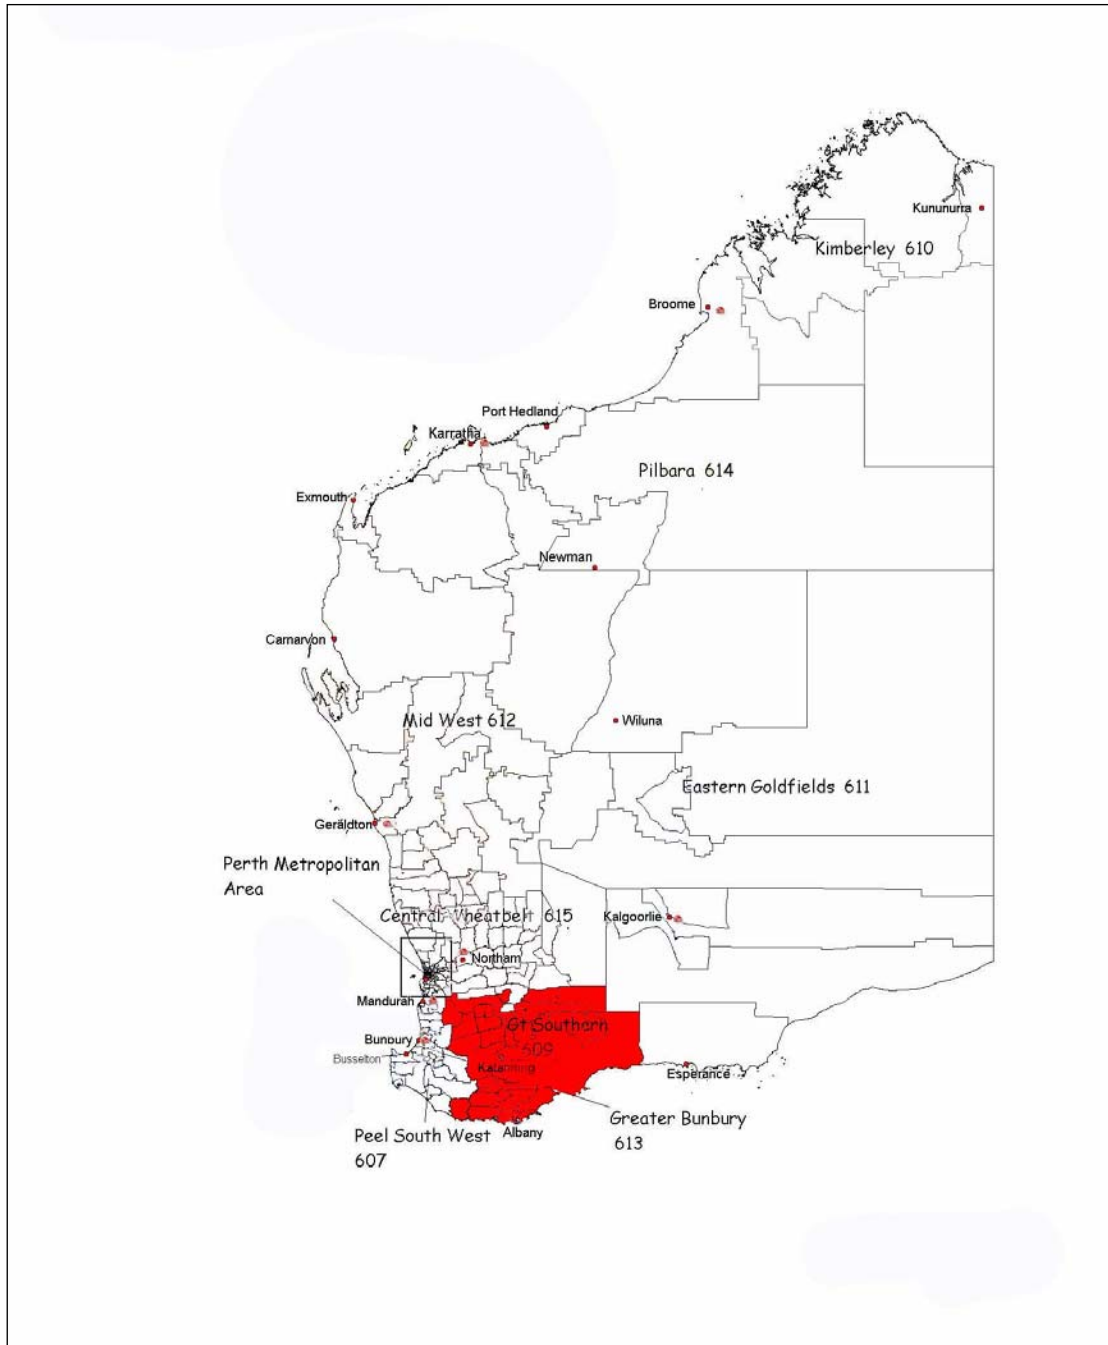 Kununurra
Kimberley 610
Broome
Port Hedland
Karratha
Pilbara 614
Exmouth
Newman
Carnarvon
Mid West 612
Wiluna
Eastern Goldfields 611
Geraldton
Perth Metropolitan
Area
Central Wheatbelt 615
Kalgoorlie
Northam
Mandurah
Gt Southern
609
Bunbury
Busselton
Katanning
Esperance
Greater Bunbury
613
Albany
Peel South West
607